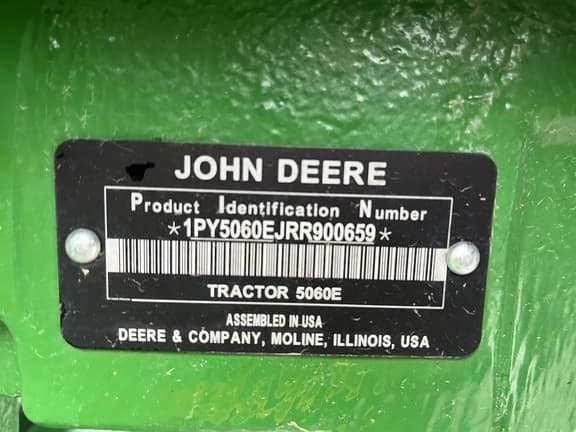 JOHN DEERE
Product Identification Number
*1PY5060EJRR900659*
TRACTOR 5060E
ASSEMBLED IN USA
DEERE & COMPANY, MOLINE, ILLINOIS, USA